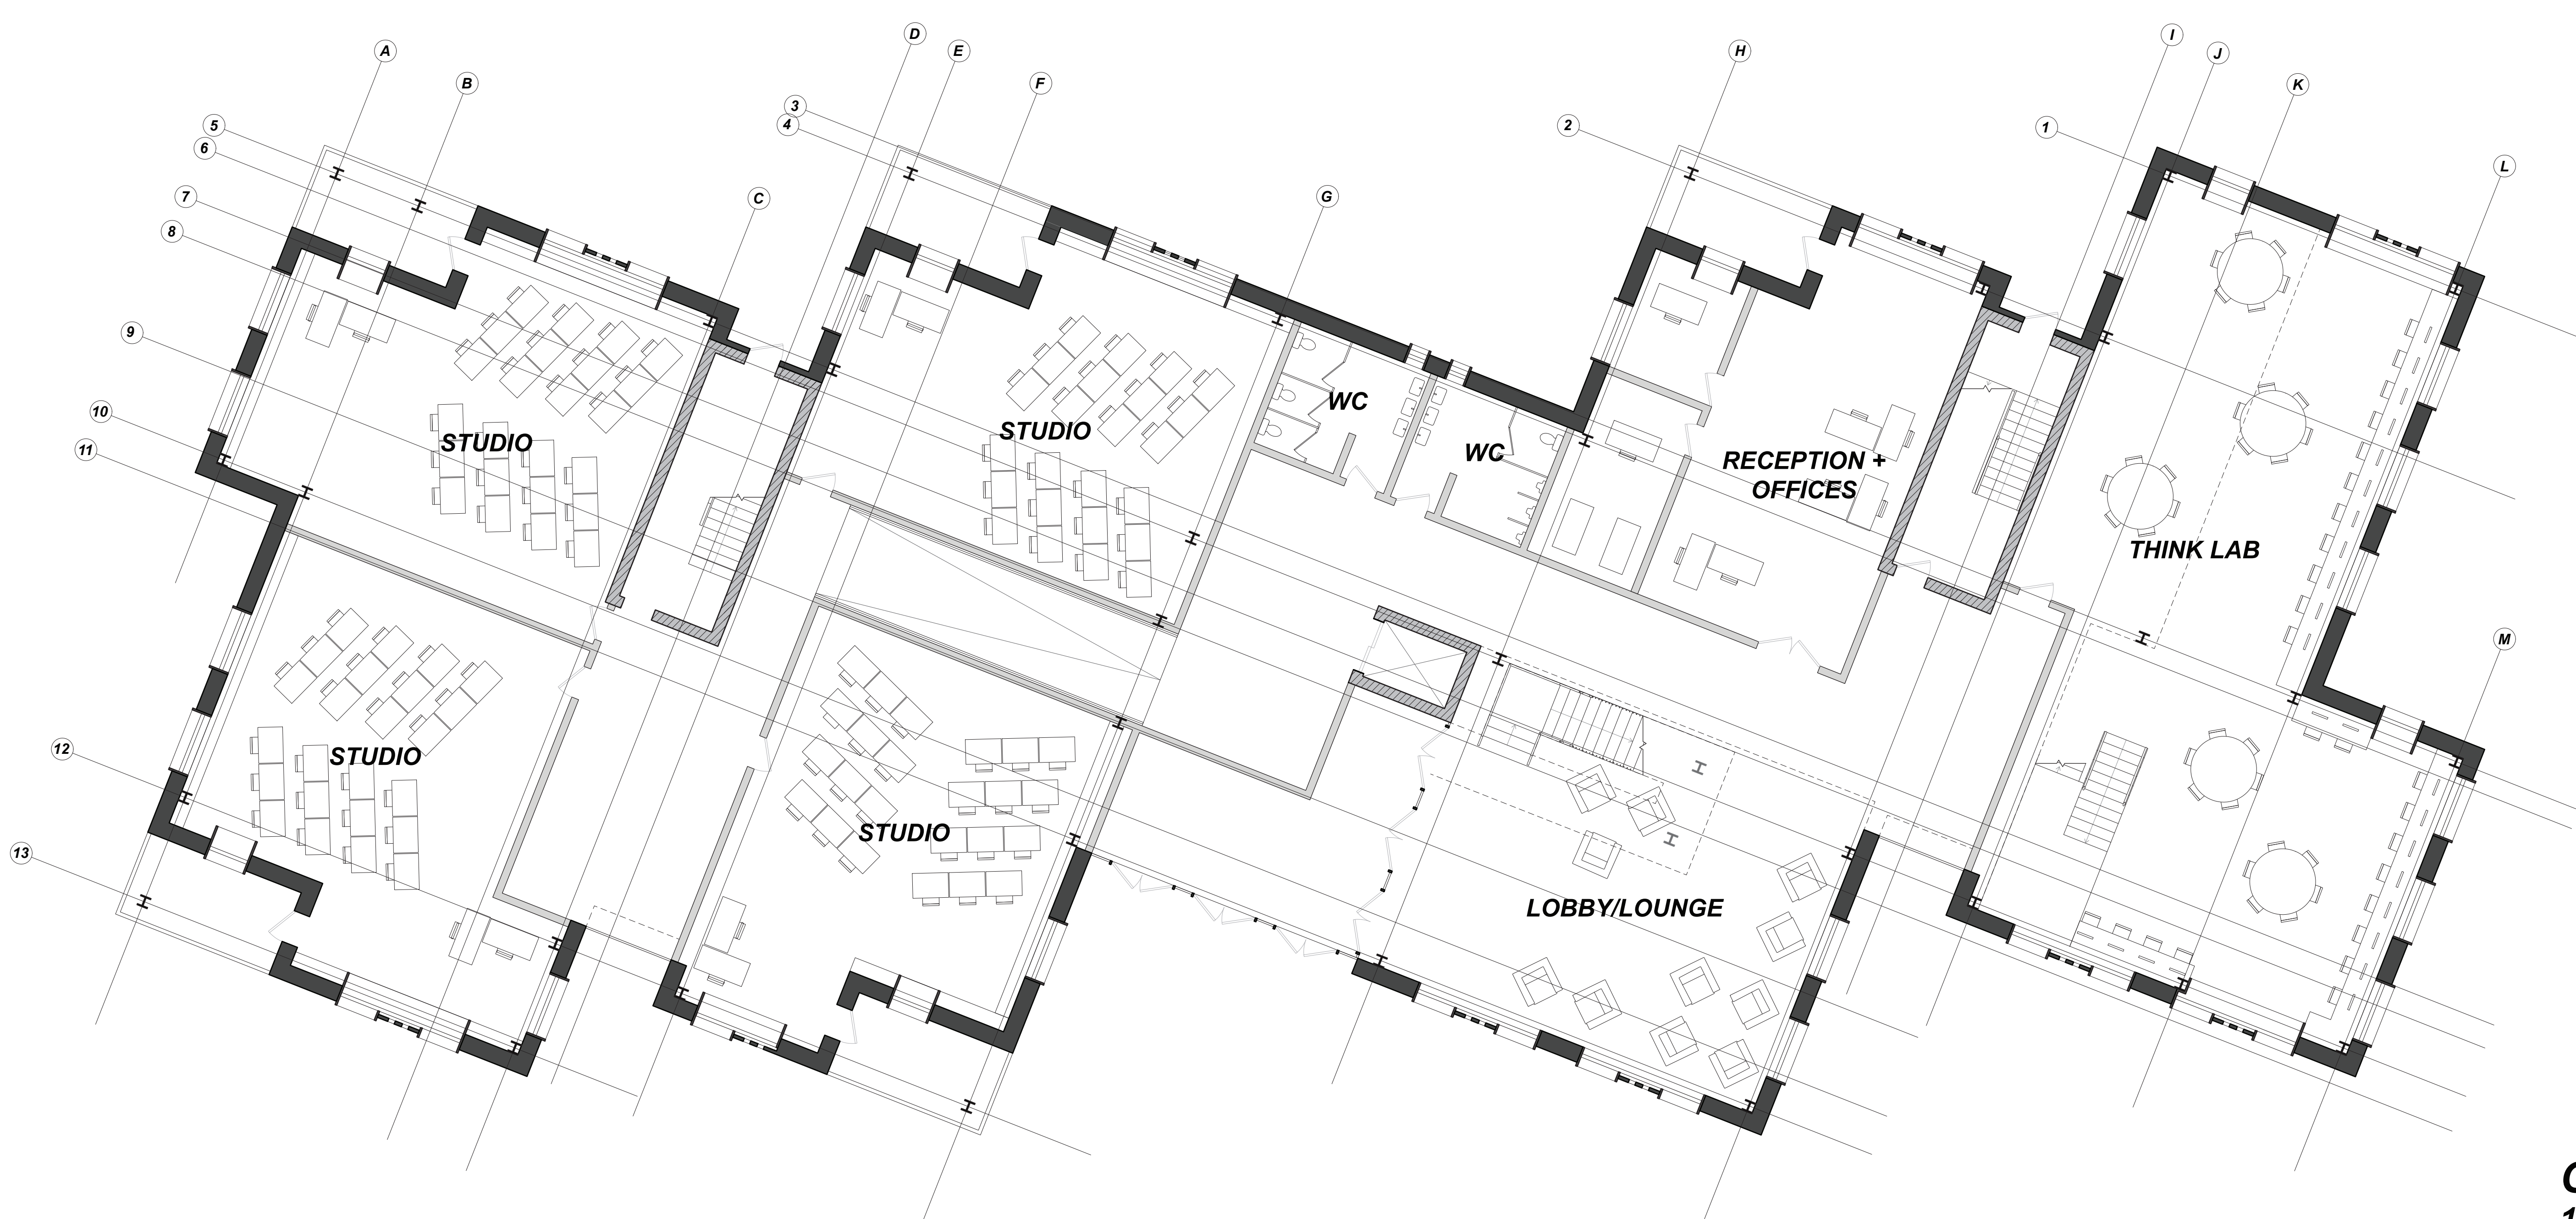 D
I
A
E
H
J
B
F
K
3
4
5
2
1
6
L
7
G
C
8
9
WC
10
STUDIO
STUDIO
11
WC
RECEPTION +
OFFICES
THINK LAB
M
12
STUDIO
STUDIO
13
LOBBY/LOUNGE